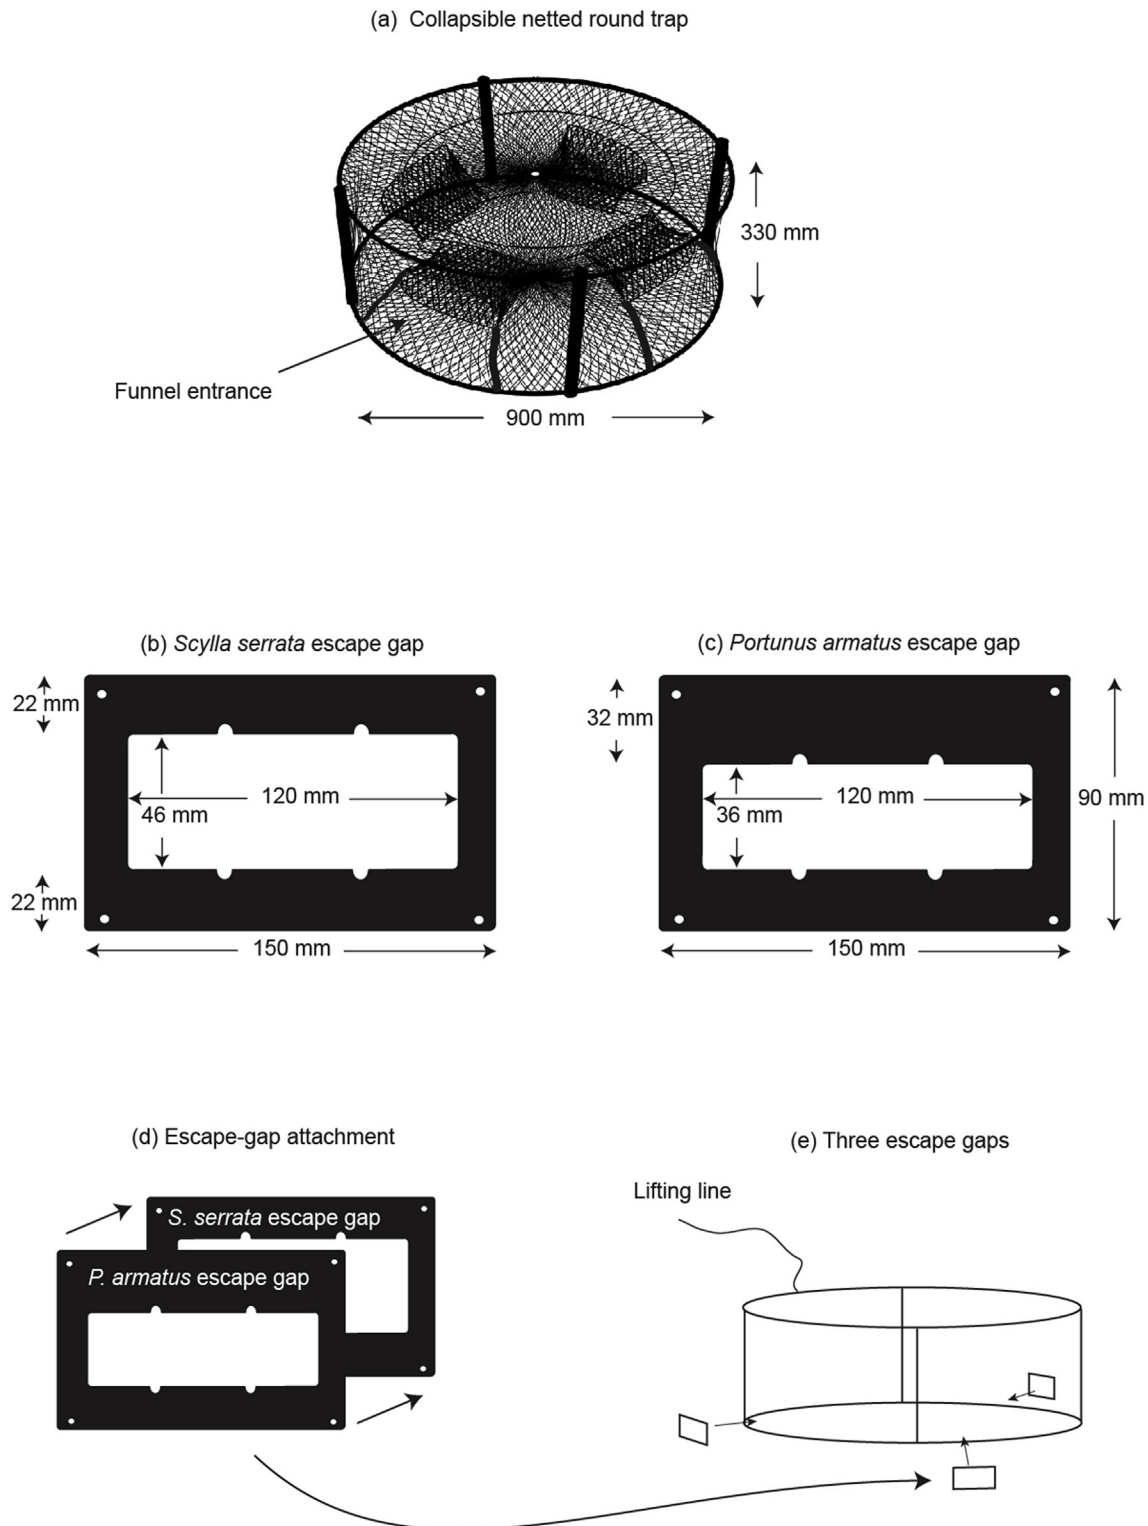 (a) Collapsible netted round trap
330 mm
Funnel entrance
900 mm
(b) Scylla serrata escape gap
22 mm
120 mm
46 mm
22 mm
150 mm
(c) Portunus armatus escape gap
32 mm
120 mm
36 mm
90 mm
150 mm
(d) Escape-gap attachment
S. serrata escape gap
P. armatus escape gap
(e) Three escape gaps
Lifting line